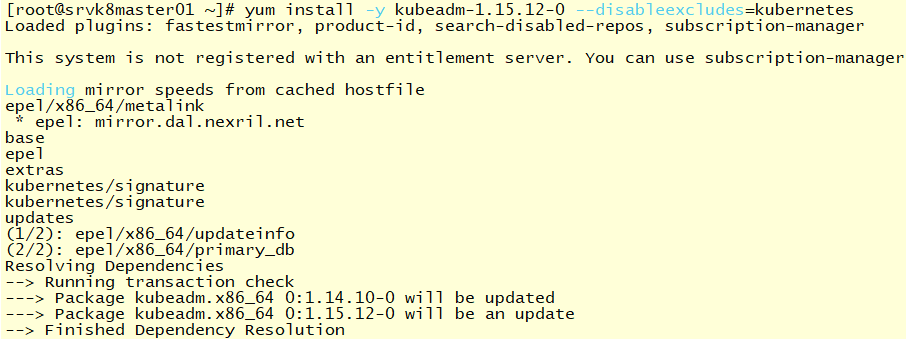 [root@srvk8master01 ~]# yum install -y kubeadm-1.15.12-0 --disableexcludes=kubernetes
Loaded plugins: fastestmirror, product-id, search-disabled-repos, subscription-manager
This system is not registered with an entitlement server. You can use subscription-manager
Loading mirror speeds from cached hostfile
epel/x86_64/metalink
 * epel: mirror.dal.nexril.net
base
epel
extras
kubernetes/signature
kubernetes/signature
updates
(1/2): epel/x86_64/updateinfo
(2/2): epel/x86_64/primary_db
Resolving Dependencies
--> Running transaction check
---> Package kubeadm.x86_64 0:1.14.10-0 will be updated
---> Package kubeadm.x86_64 0:1.15.12-0 will be an update
--> Finished Dependency Resolution